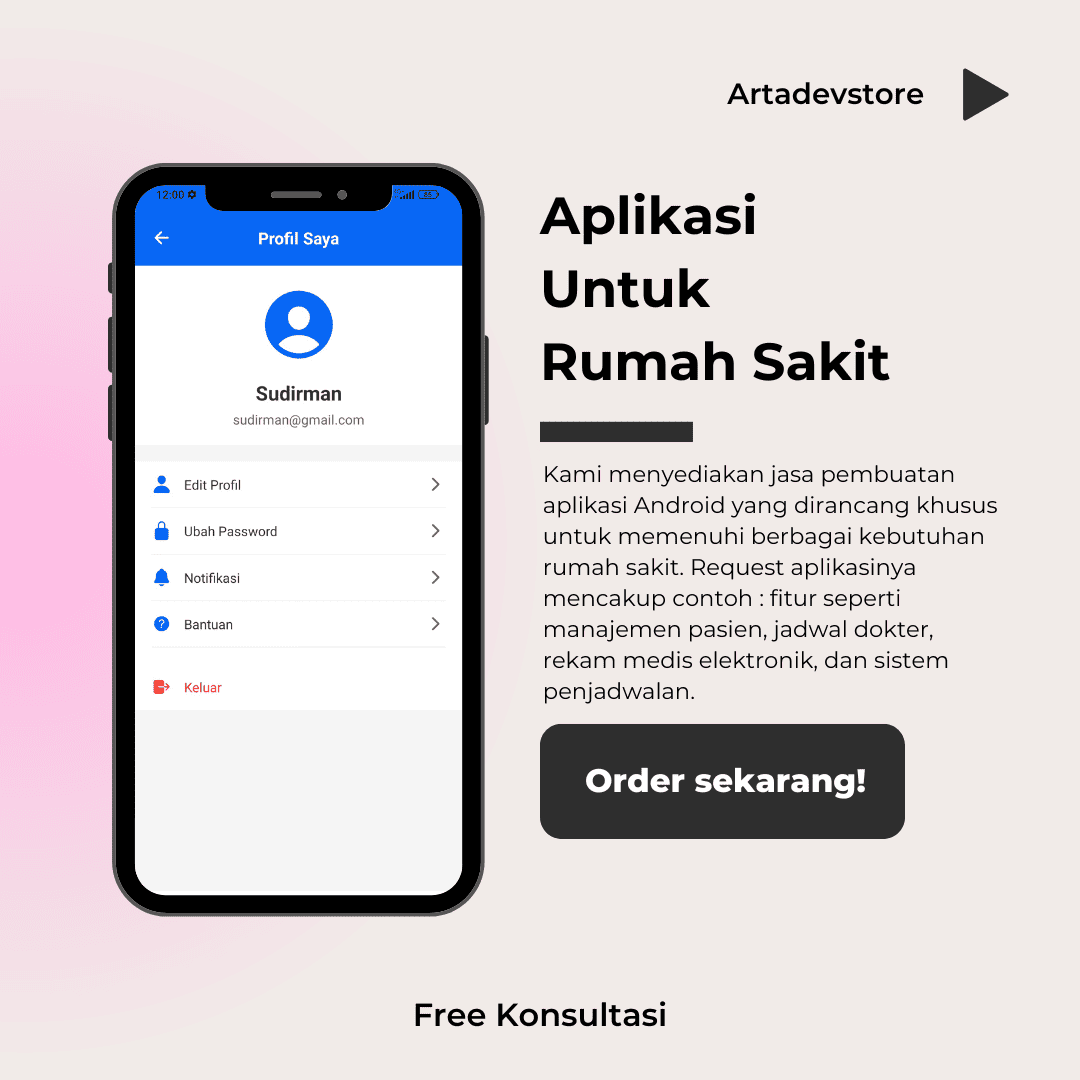 Artadevstore
12:00
Profil Saya
Sudirman
sudirman@gmail.com
Edit Profil
Ubah Password
Notifikasi
?
Bantuan
Keluar
Aplikasi
Untuk
Rumah Sakit
Kami menyediakan jasa pembuatan
aplikasi Android yang dirancang khusus
untuk memenuhi berbagai kebutuhan
rumah sakit. Request aplikasinya
mencakup contoh : fitur seperti
manajemen pasien, jadwal dokter,
rekam medis elektronik, dan sistem
penjadwalan.
Order sekarang!
Free Konsultasi